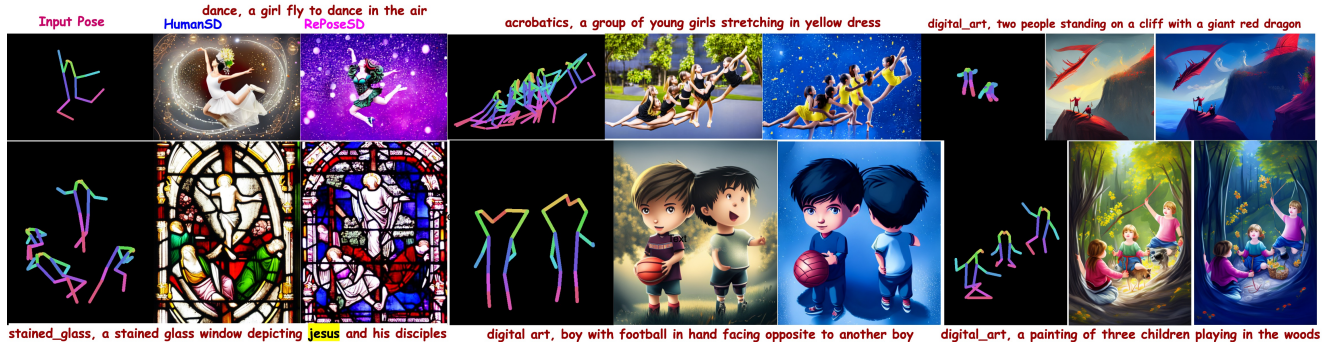 dance, a girl fly to dance in the air
Input Pose
HumanSD
RePoseSD
acrobatics, a group of young girls stretching in yellow dress
digital_art, two people standing on a cliff with a giant red dragon
Text
stained_glass, a stained glass window depicting jesus and his disciples
digital art, boy with football in hand facing opposite to another boy
digital_art, a painting of three children playing in the woods